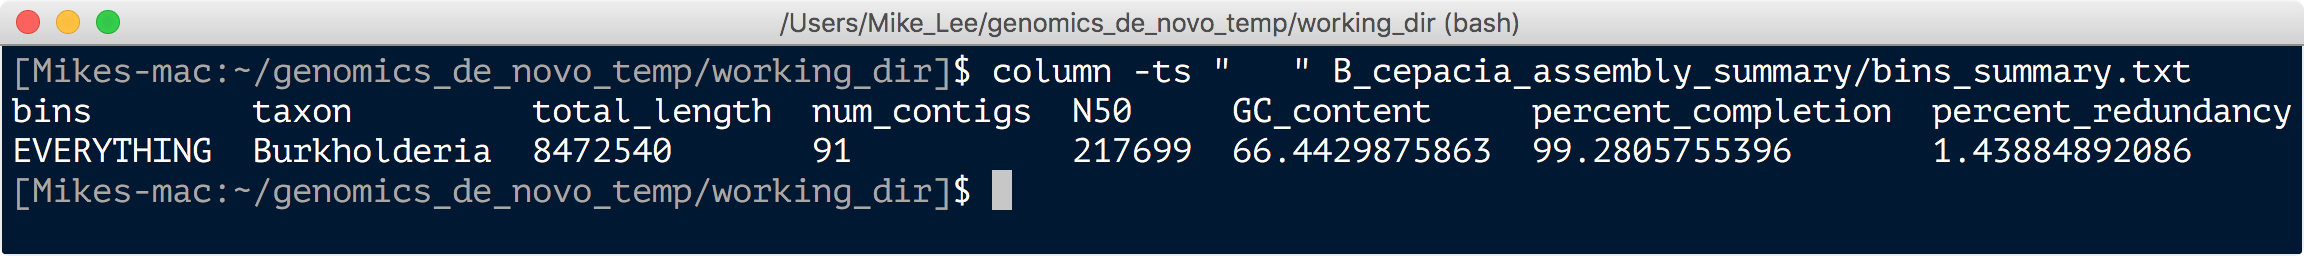 /Users/Mike_Lee/genomics_de_novo_temp/working_dir (bash)
[Mikes-mac:~/genomics_de_novo_temp/working_dir]$ column -ts "   " B_cepacia_assembly_summary/bins_summary.txt
bins        taxon         total_length  num_contigs  N50     GC_content     percent_completion  percent_redundancy
EVERYTHING  Burkholderia  8472540       91           217699  66.4429875863  99.2805755396       1.43884892086
[Mikes-mac:~/genomics_de_novo_temp/working_dir]$